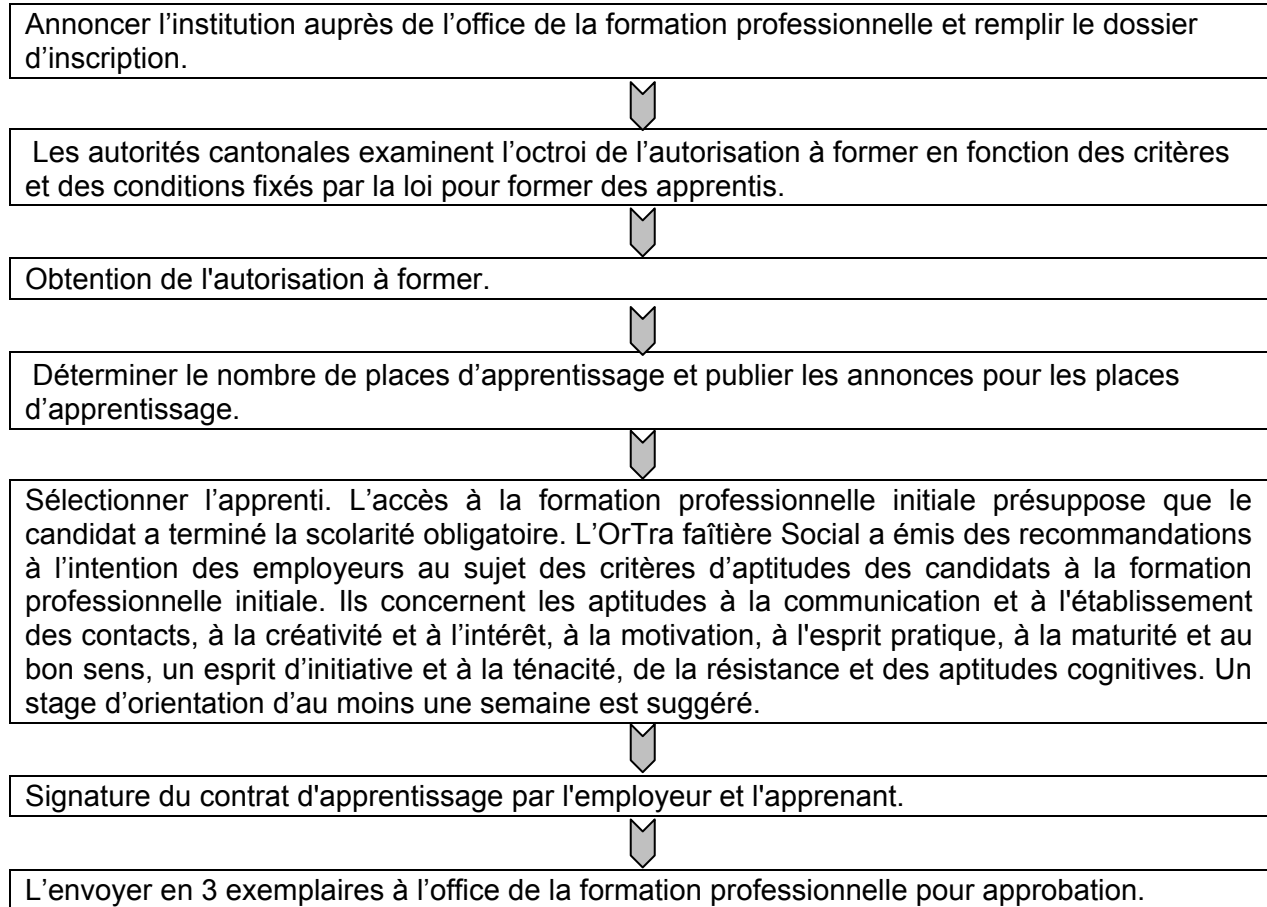 Annoncer l’institution auprès de l’office de la formation professionnelle et remplir le dossier
d’inscription.
Les autorités cantonales examinent l’octroi de l’autorisation à former en fonction des critères
et des conditions fixés par la loi pour former des apprentis.
Obtention de l'autorisation à former.
Déterminer le nombre de places d’apprentissage et publier les annonces pour les places
d’apprentissage.
Sélectionner l’apprenti. L’accès à la formation professionnelle initiale présuppose que le
candidat a terminé la scolarité obligatoire. L’OrTra faîtière Social a émis des recommandations
à l’intention des employeurs au sujet des critères d’aptitudes des candidats à la formation
professionnelle initiale. Ils concernent les aptitudes à la communication et à l'établissement
des contacts, à la créativité et à l’intérêt, à la motivation, à l'esprit pratique, à la maturité et au
bon sens, un esprit d’initiative et à la ténacité, de la résistance et des aptitudes cognitives. Un
stage d’orientation d’au moins une semaine est suggéré.
Signature du contrat d'apprentissage par l'employeur et l'apprenant.
L’envoyer en 3 exemplaires à l’office de la formation professionnelle pour approbation.